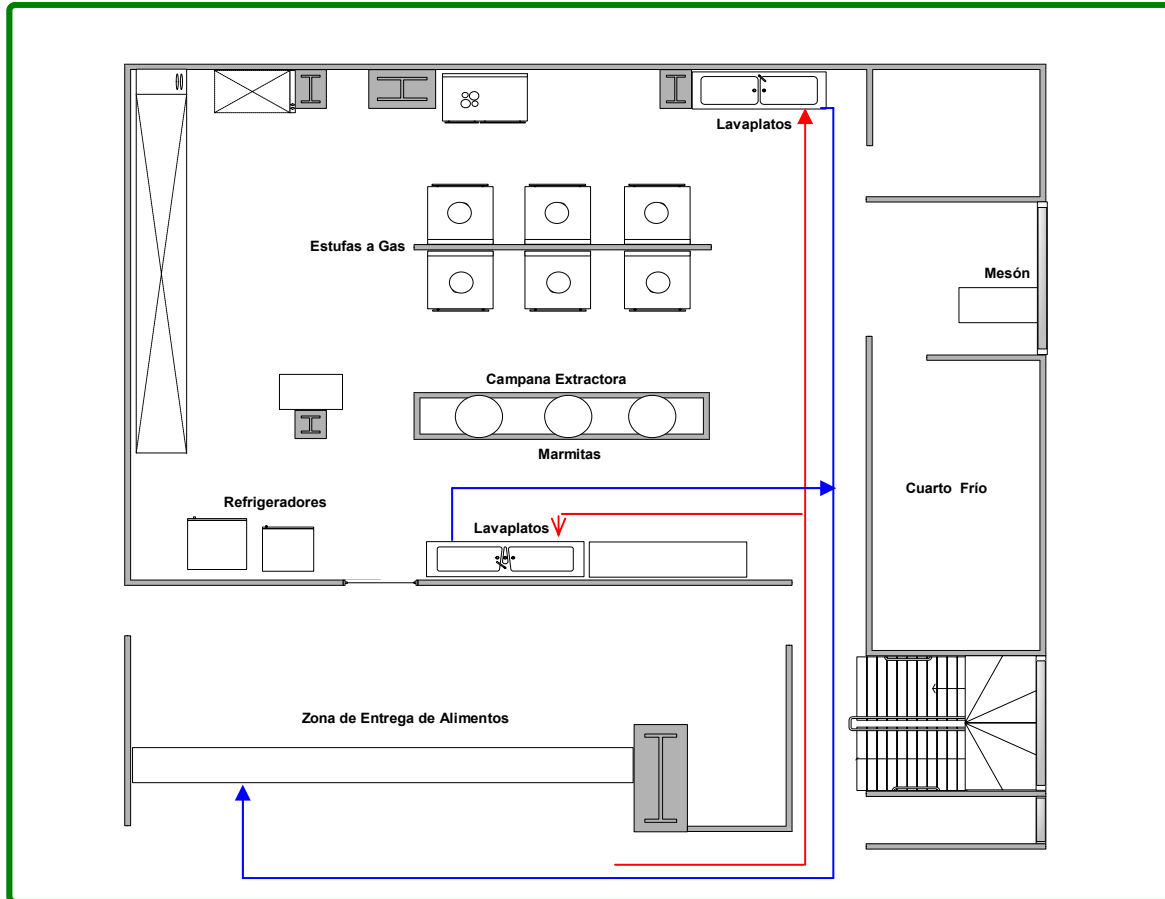 Lavaplatos
Estufas a Gas
Mesón
Campana Extractora
Marmitas
Cuarto  Frío
Refrigeradores
Lavaplatos
Zona de Entrega de Alimentos